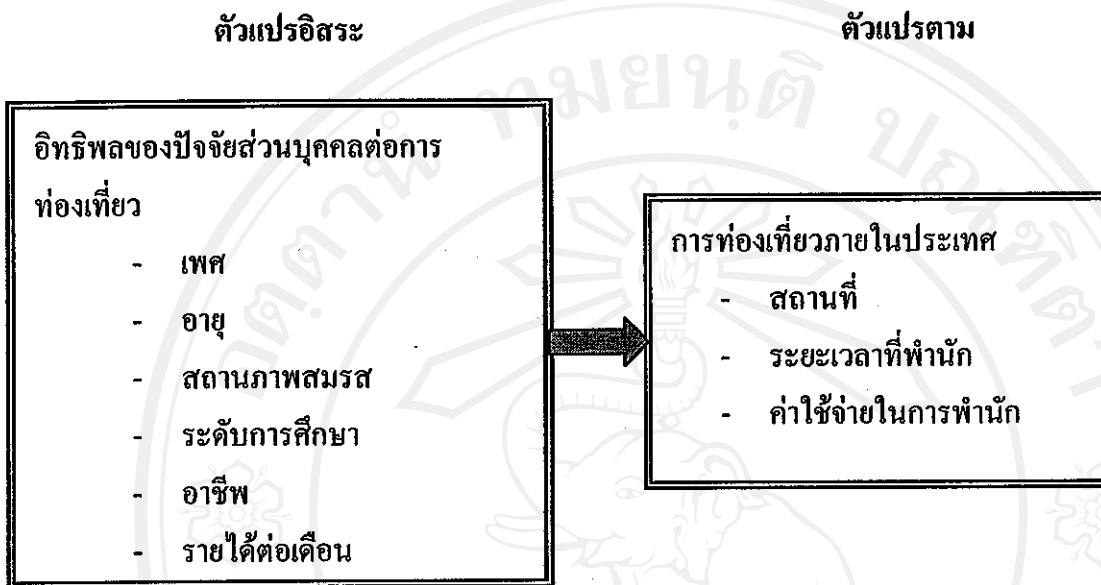 ตัวแปรอิสระ
ตัวแปรตาม
อิทธิพลของปัจจัยส่วนบุคคลต่อการ
ท่องเที่ยว
- เพศ
- อายุ
- สถานภาพสมรส
- ระดับการศึกษา
- อาชีพ
- รายได้ต่อเดือน
การท่องเที่ยวภายในประเทศ
- สถานที่
- ระยะเวลาที่พำนัก
- ค่าใช้จ่ายในการพำนัก